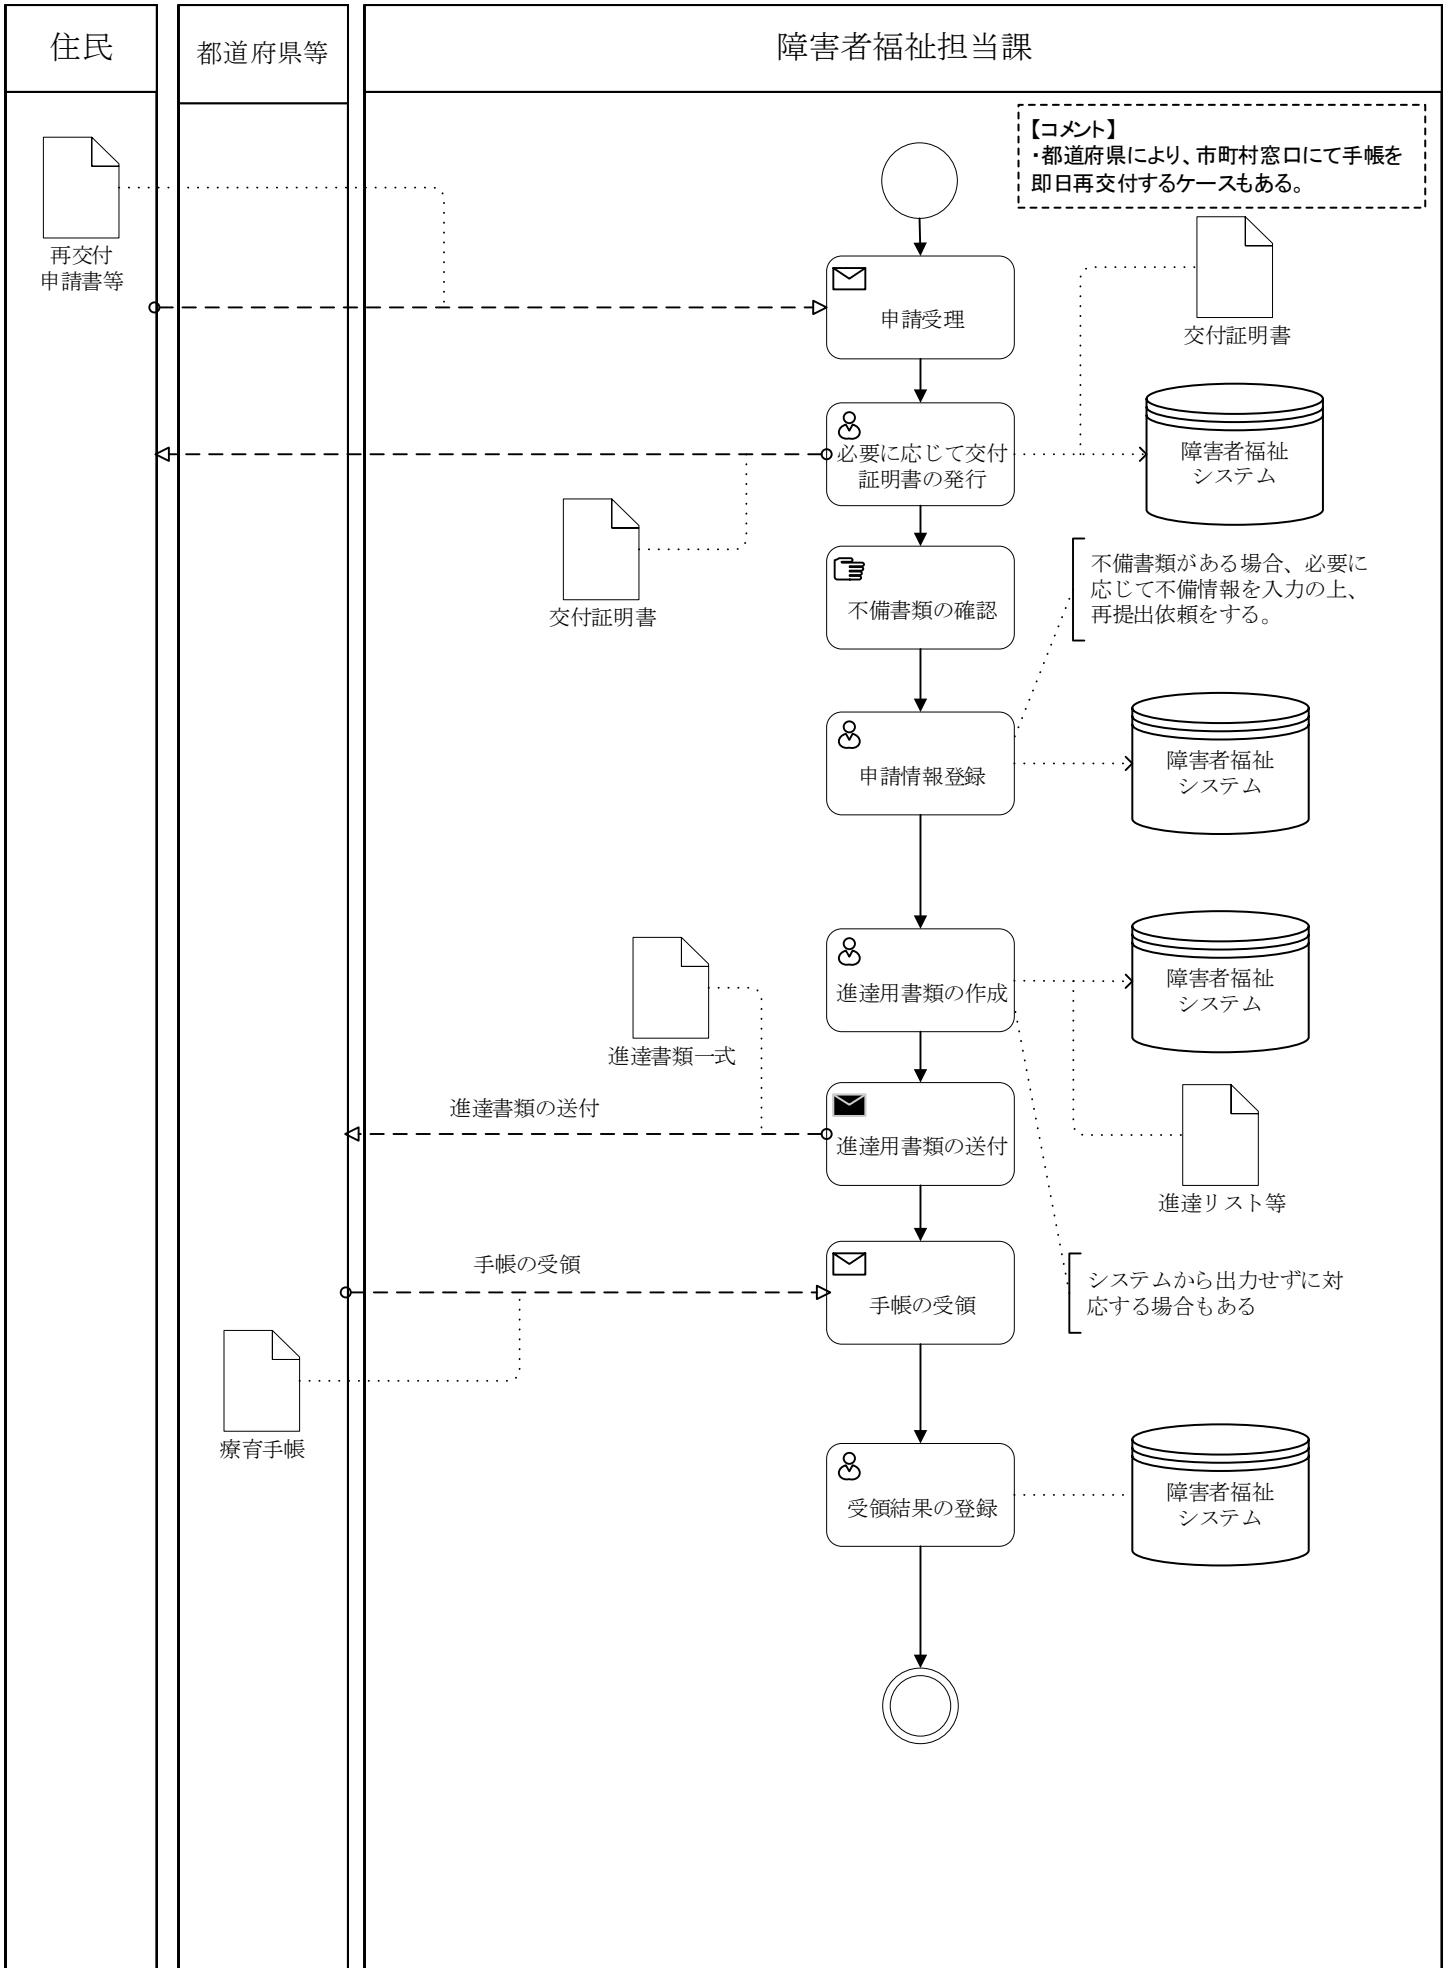 住民
都道府県等
障害者福祉担当課
【コメント】
・都道府県により、市町村窓口にて手帳を
即日再交付するケースもある。
再交付
申請書等
申請受理
交付証明書
必要に応じて交付
証明書の発行
障害者福祉
システム
交付証明書
不備書類の確認
不備書類がある場合、必要に
応じて不備情報を入力の上、
再提出依頼をする。
申請情報登録
障害者福祉
システム
進達用書類の作成
障害者福祉
システム
進達書類一式
進達書類の送付
進達用書類の送付
進達リスト等
手帳の受領
手帳の受領
システムから出力せずに対
応する場合もある
療育手帳
受領結果の登録
障害者福祉
システム